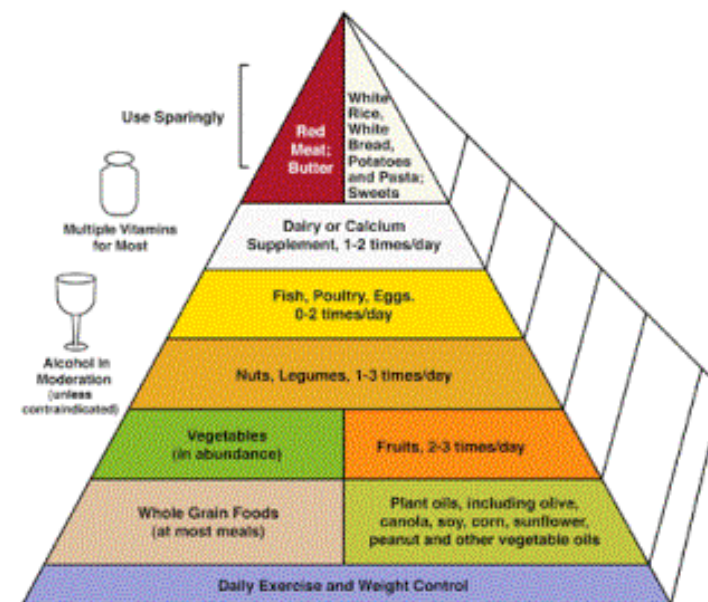 Use Sparingly
Red
Meat;
Butter
White
Rice,
White
Bread,
Potatoes
and Pasta;
Sweets
Multiple Vitamins
for Most
Dairy or Calcium
Supplement, 1-2 times/day
Fish, Poultry, Eggs.
0-2 times/day
Alcohol in
Moderation
(unless
contraindicated)
Nuts, Legumes, 1-3 times/day
Vegetables
(in abundance)
Fruits, 2-3 times/day
Whole Grain Foods
(at most meals)
Plant oils, including olive,
canola, soy, corn, sunflower,
peanut and other vegetable oils
Daily Exercise and Weight Control